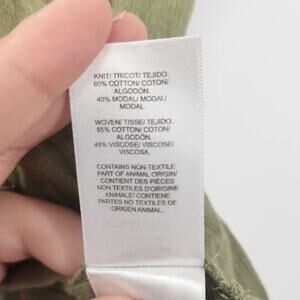 KNIT/ TRICOT/ TEJIDO.
60% COTTON/ COTON/
ALGODÓN.
40% MODAL/ MODAL/
MODAL.
WOVEN/ TISSE/ TEJIDO.
55% COTTON/ COTON/
ALGODÓN.
45% VISCOSE/ VISCOSE/
VISCOSA.
CONTAINS NON-TEXTILE
PART OF ANIMAL ORIGIN/
CONTIENT DES PIÈCES
NON TEXTILES D'ORIGINE
ANIMALE/ CONTIENE
PARTES NO TEXTILES DE
ORIGEN ANIMAL.